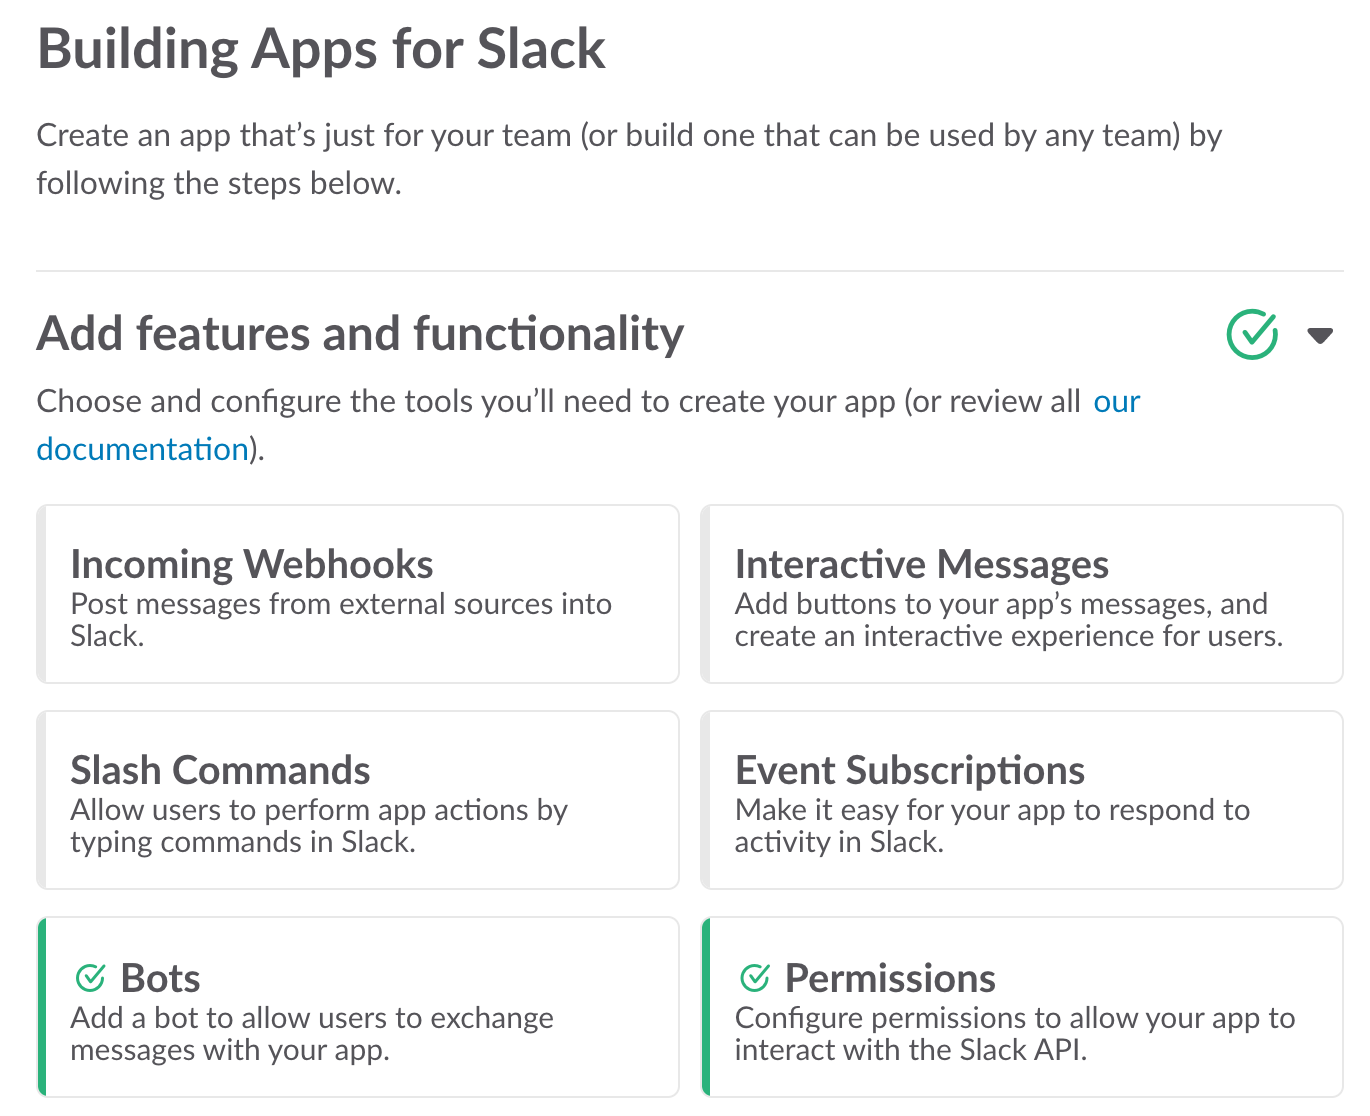 Building Apps for Slack
Create an app that’s just for your team (or build one that can be used by any team) by
following the steps below.
Add features and functionality
Choose and configure the tools you’ll need to create your app (or review all our
documentation).
Incoming Webhooks
Post messages from external sources into
Slack.
Interactive Messages
Add buttons to your app’s messages, and
create an interactive experience for users.
Slash Commands
Allow users to perform app actions by
typing commands in Slack.
Event Subscriptions
Make it easy for your app to respond to
activity in Slack.
Bots
Add a bot to allow users to exchange
messages with your app.
Permissions
Configure permissions to allow your app to
interact with the Slack API.